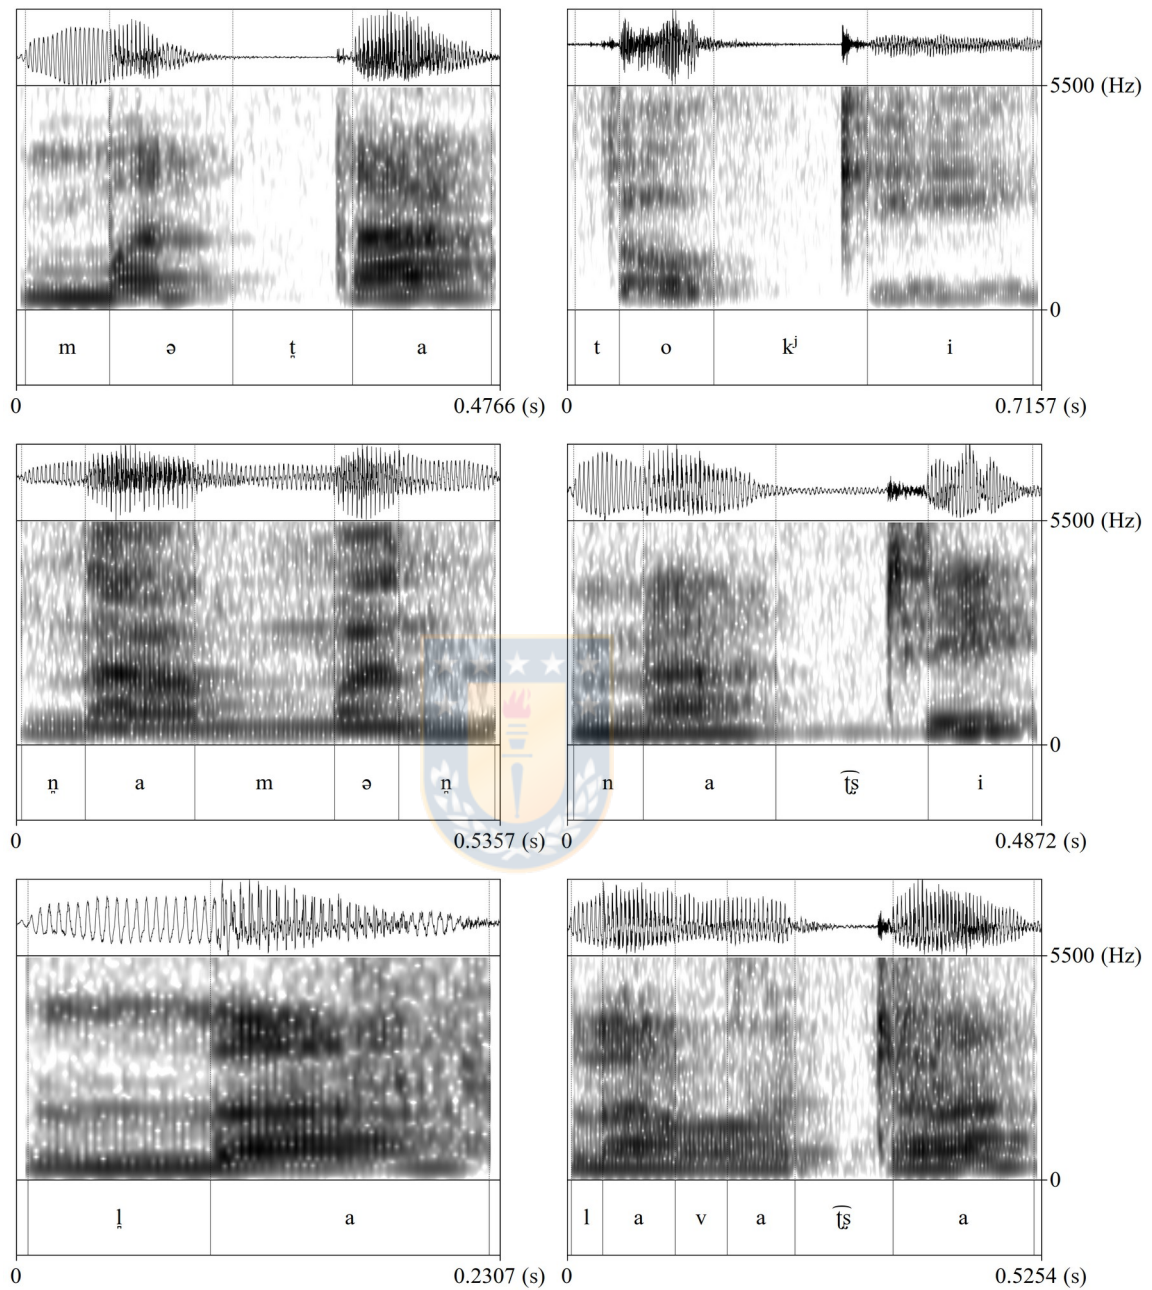 5500 (Hz)
0
m ə t̪ a
t o kʲ i
0 0.4766 (s) 0 0.7157 (s)
5500 (Hz)
0
n̪ a m ə n̪
n a ʈ͡ʂ i
0 0.5357 (s) 0 0.4872 (s)
5500 (Hz)
0
l̪ a
l a v a ʈ͡ʂ a
0 0.2307 (s) 0 0.5254 (s)